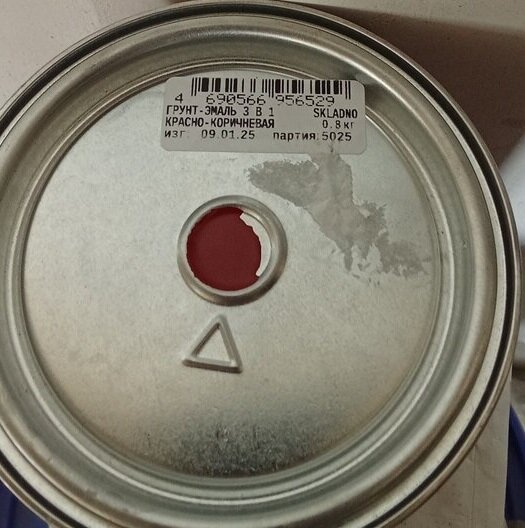 4 690566 956529
ГРУНТ-ЭМАЛЬ 3 В 1 SKLADNO
КРАСНО-КОРИЧНЕВАЯ 0.8 кг
изг. 09.01.25 партия:5025